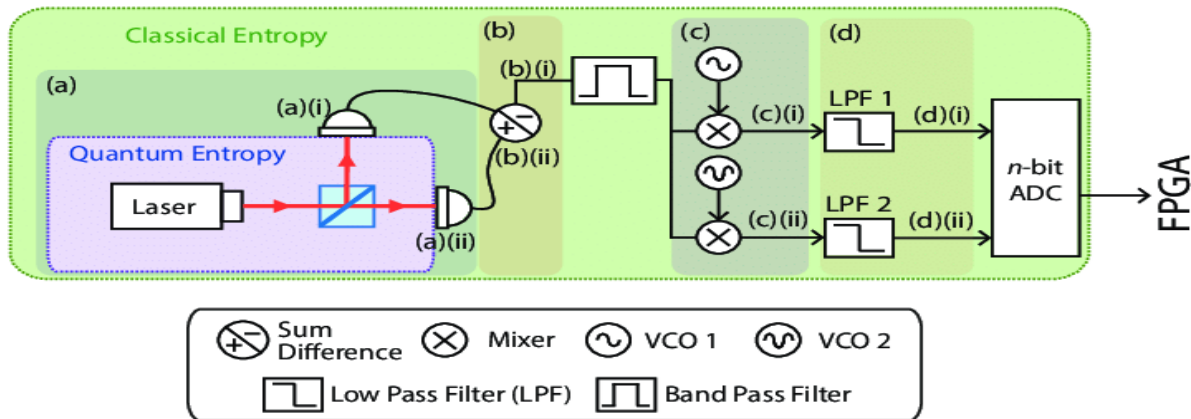 Classical Entropy
(a)
(b)
(c)
(d)
(a)(i)
(b)(i)
Quantum Entropy
(b)(ii)
Laser
(a)(ii)
LPF 1
(c)(i)
(d)(i)
LPF 2
(c)(ii)
(d)(ii)
n-bit
ADC
FPGA
Sum
Difference
Mixer
VCO 1
VCO 2
Low Pass Filter (LPF)
Band Pass Filter